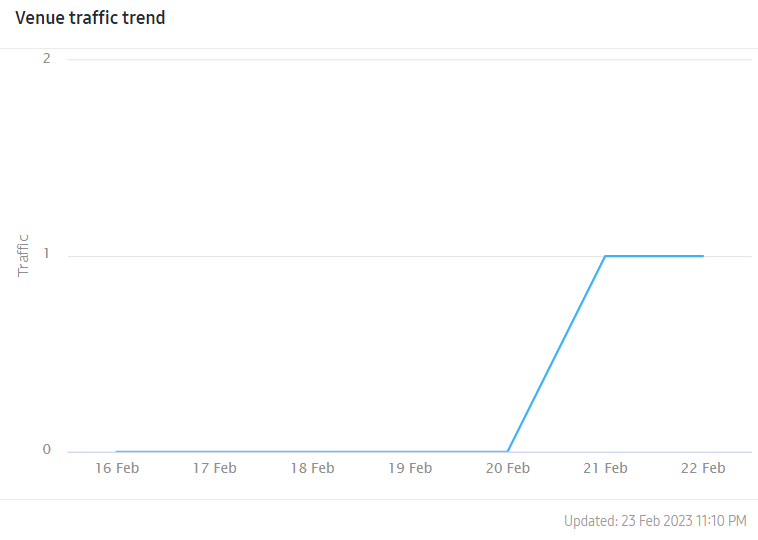 Venue traffic trend
2
Traffic
1
0
16 Feb 17 Feb 18 Feb 19 Feb 20 Feb 21 Feb 22 Feb
Updated: 23 Feb 2023 11:10 PM